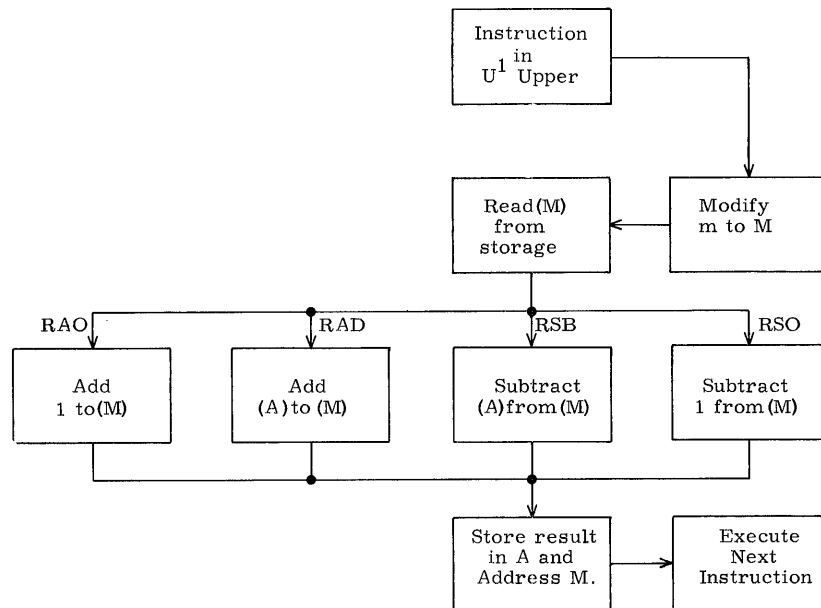 Instruction
in
U¹ Upper
Read(M)
from
storage
Modify
m to M
RAO
RAD
RSB
RSO
Add
1 to(M)
Add
(A)to (M)
Subtract
(A)from(M)
Subtract
1 from(M)
Store result
in A and
Address M.
Execute
Next
Instruction